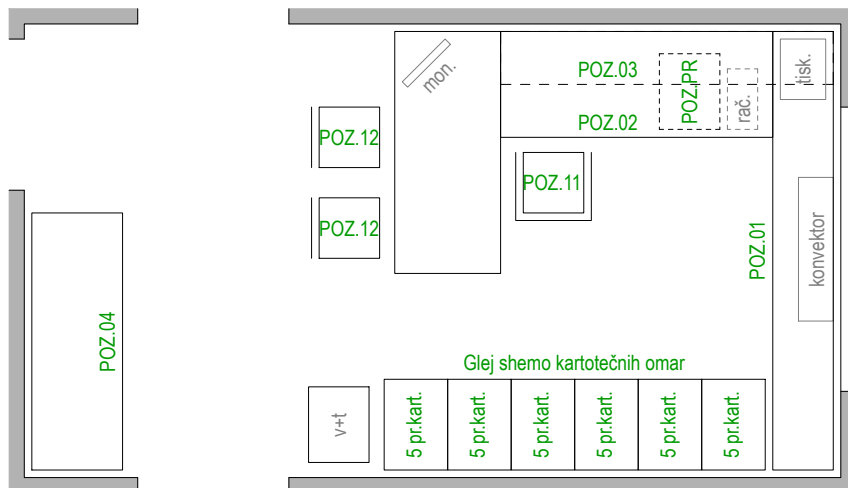 mon.
POZ.03
POZ.PR
rač.
tisk.
POZ.02
POZ.12
POZ.11
POZ.12
POZ.01
konvektor
POZ.04
Glej shemo kartotečnih omar
v+t
5 pr.kart.
5 pr.kart.
5 pr.kart.
5 pr.kart.
5 pr.kart.
5 pr.kart.